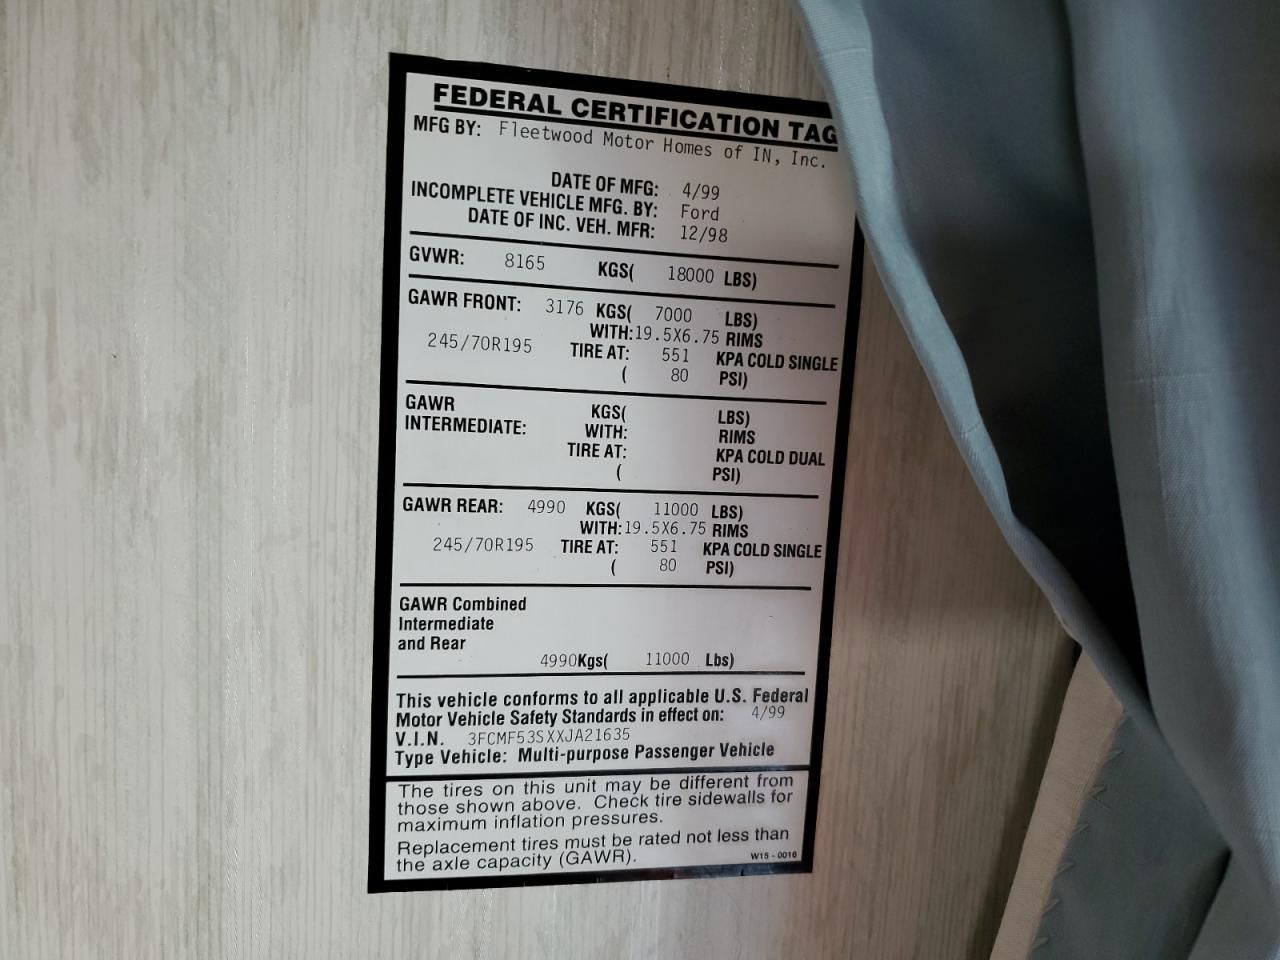 FEDERAL CERTIFICATION TAG
MFG BY: Fleetwood Motor Homes of IN, Inc.
DATE OF MFG: 4/99
INCOMPLETE VEHICLE MFG. BY: Ford
DATE OF INC. VEH. MFR: 12/98
GVWR: 8165 KGS( 18000 LBS)
GAWR FRONT: 3176 KGS( 7000 LBS)
WITH: 19.5X6.75 RIMS
245/70R195 TIRE AT: 551 KPA COLD SINGLE
( 80 PSI)
GAWR KGS( LBS)
INTERMEDIATE: WITH: RIMS
TIRE AT: KPA COLD DUAL
( PSI)
GAWR REAR: 4990 KGS( 11000 LBS)
WITH: 19.5X6.75 RIMS
245/70R195 TIRE AT: 551 KPA COLD SINGLE
( 80 PSI)
GAWR Combined
Intermediate
and Rear
4990Kgs( 11000 Lbs)
This vehicle conforms to all applicable U.S. Federal
Motor Vehicle Safety Standards in effect on: 4/99
V.I.N. 3FCMF53SXXJA21635
Type Vehicle: Multi-purpose Passenger Vehicle
The tires on this unit may be different from
those shown above. Check tire sidewalls for
maximum inflation pressures.
Replacement tires must be rated not less than
the axle capacity (GAWR). W15 - 0016